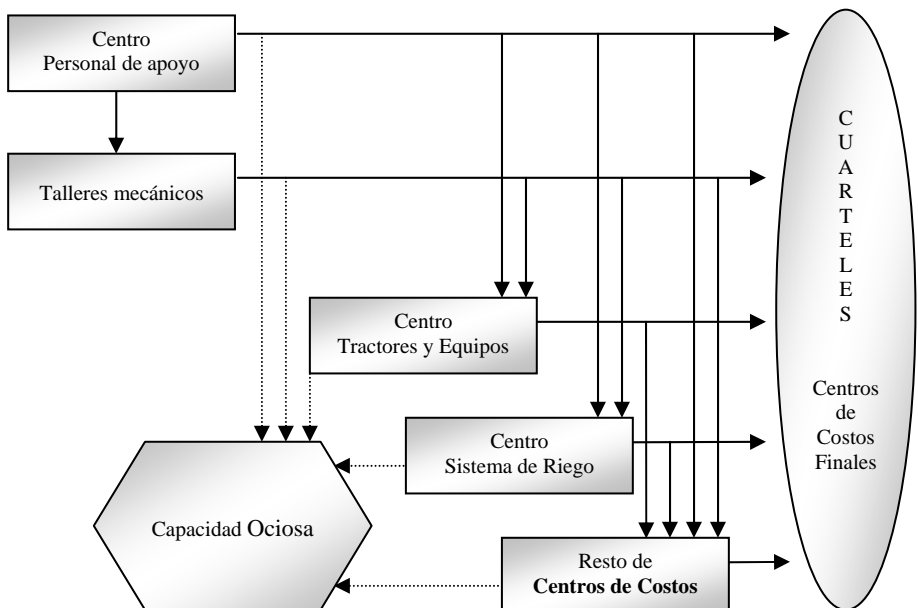 Centro
Personal de apoyo
Talleres mecánicos
Centro
Tractores y Equipos
Centro
Sistema de Riego
Capacidad Ociosa
Resto de
Centros de Costos
C
U
A
R
T
E
L
E
S
Centros
de
Costos
Finales